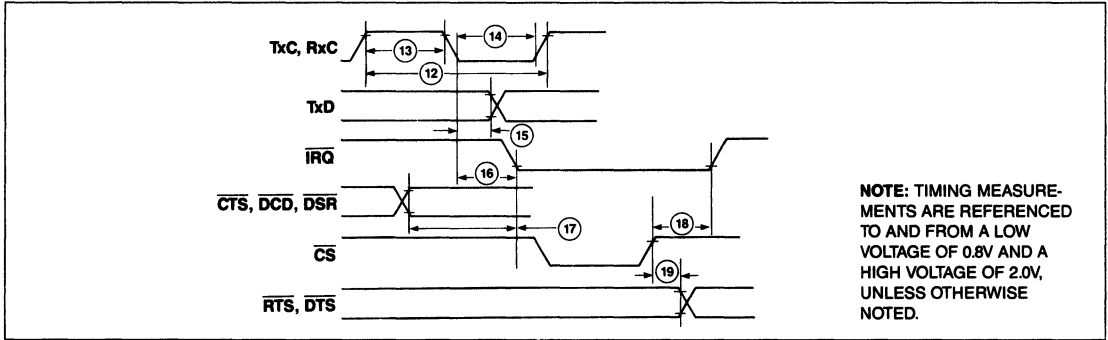 TxC, RxC
13
14
12
TxD
15
IRQ
16
CTS, DCD, DSR
17
18
CS
19
RTS, DTS
NOTE: TIMING MEASURE-
MENTS ARE REFERENCED
TO AND FROM A LOW
VOLTAGE OF 0.8V AND A
HIGH VOLTAGE OF 2.0V,
UNLESS OTHERWISE
NOTED.